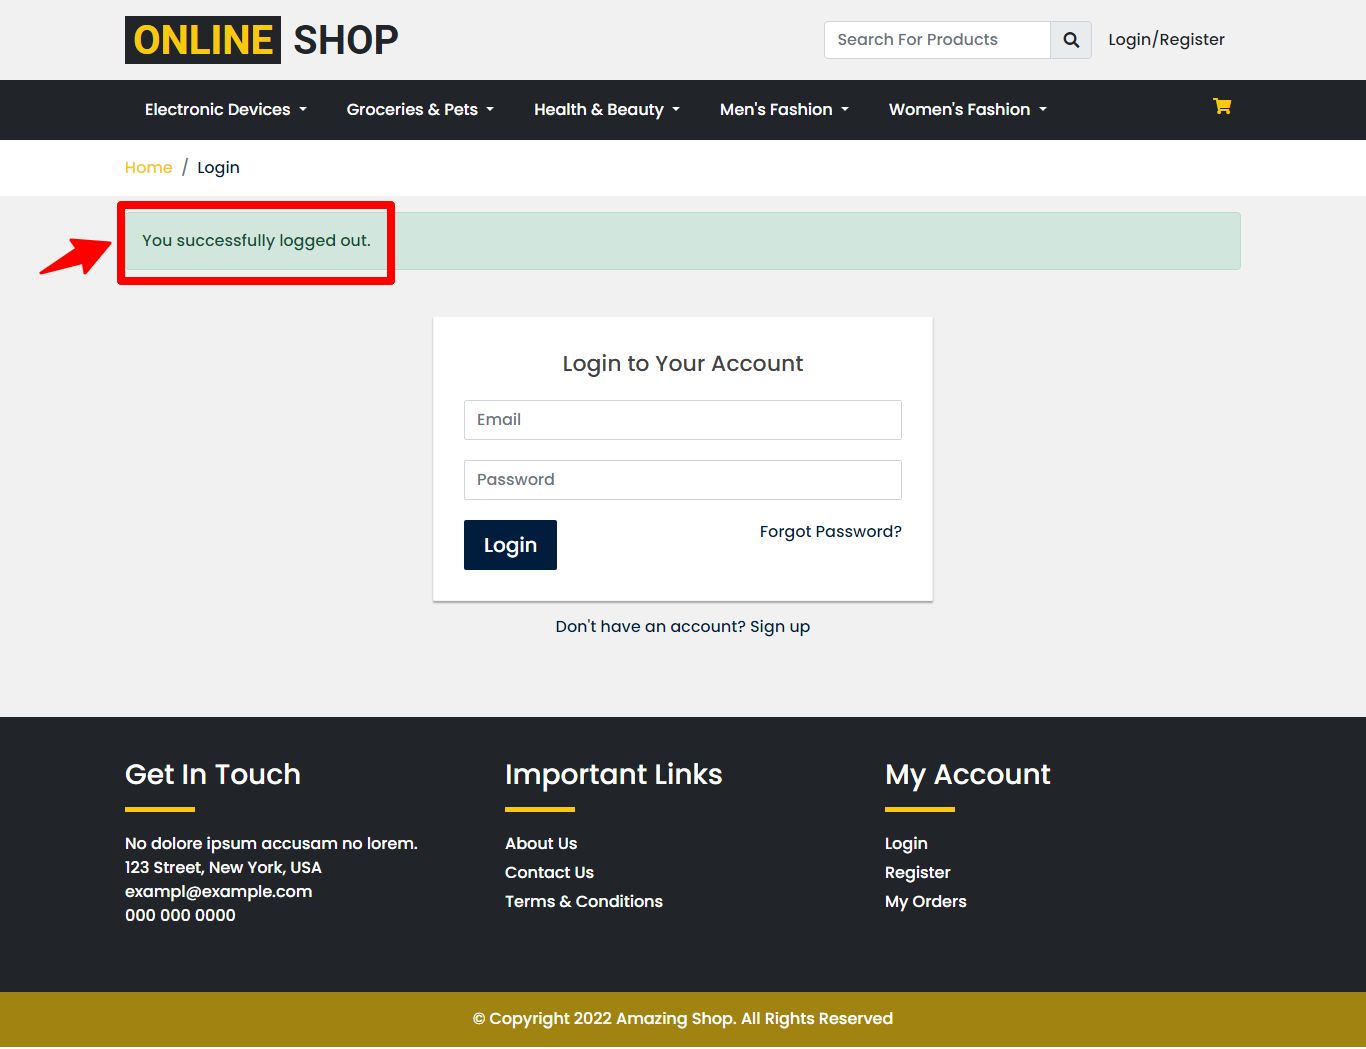 ONLINE SHOP
Search For Products
Login/Register
Electronic Devices
Groceries & Pets
Health & Beauty
Men's Fashion
Women's Fashion
Home / Login
You successfully logged out.
Login to Your Account
Email
Password
Login
Forgot Password?
Don't have an account? Sign up
Get In Touch
No dolore ipsum accusam no lorem.
123 Street, New York, USA
exampl@example.com
000 000 0000
Important Links
About Us
Contact Us
Terms & Conditions
My Account
Login
Register
My Orders
© Copyright 2022 Amazing Shop. All Rights Reserved